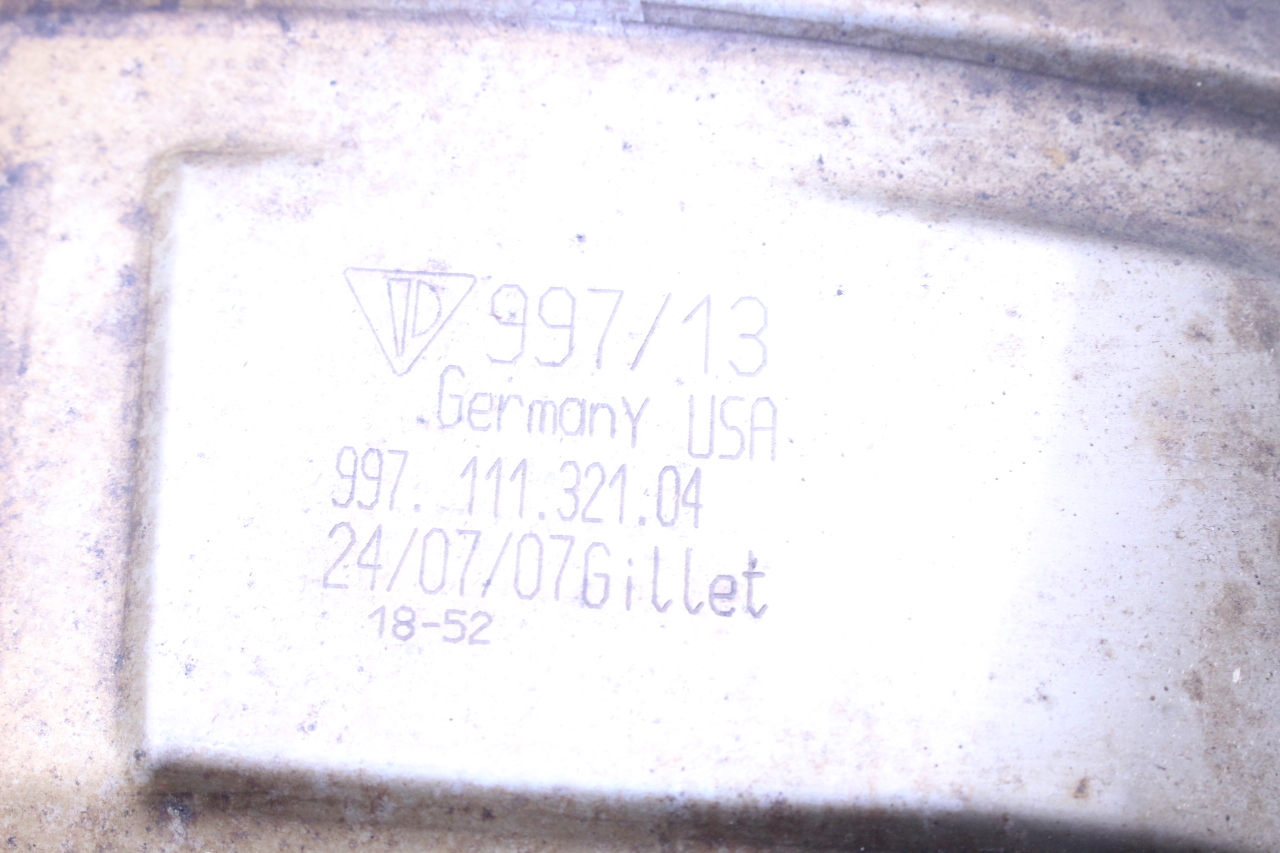 997/13
Germany USA
997. 111.321.04
24/07/07Gillet
18-52